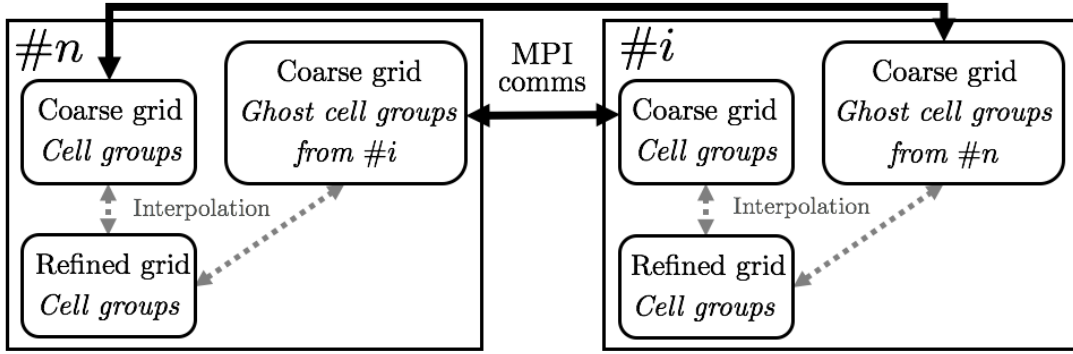 #n
Coarse grid
Cell groups
Coarse grid
Ghost cell groups
from #i
Interpolation
Refined grid
Cell groups
MPI
comms
#i
Coarse grid
Cell groups
Coarse grid
Ghost cell groups
from #n
Interpolation
Refined grid
Cell groups